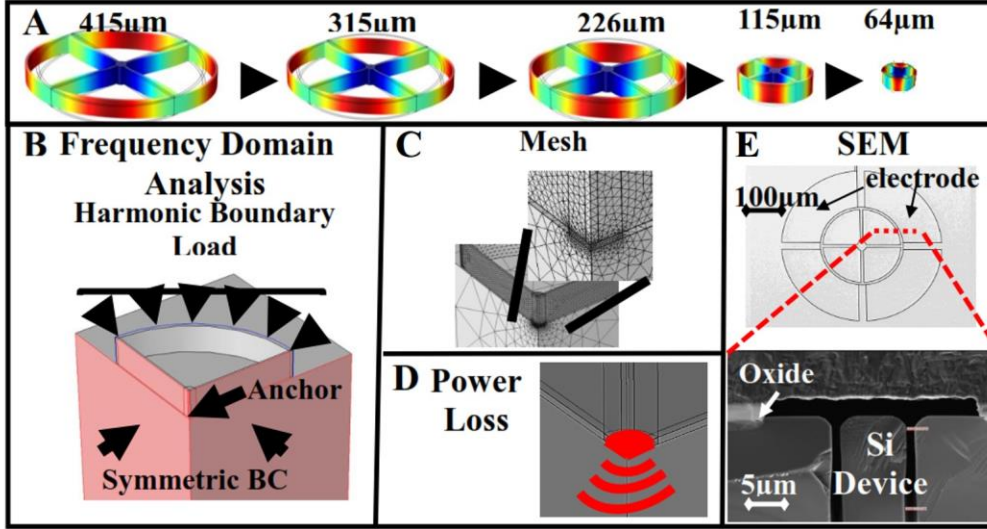 A
415μm
315μm
226μm
115μm
64μm
B Frequency Domain
Analysis
Harmonic Boundary
Load
Anchor
Symmetric BC
C
Mesh
D Power
Loss
E SEM
100μm
electrode
Oxide
Si
Device
5μm